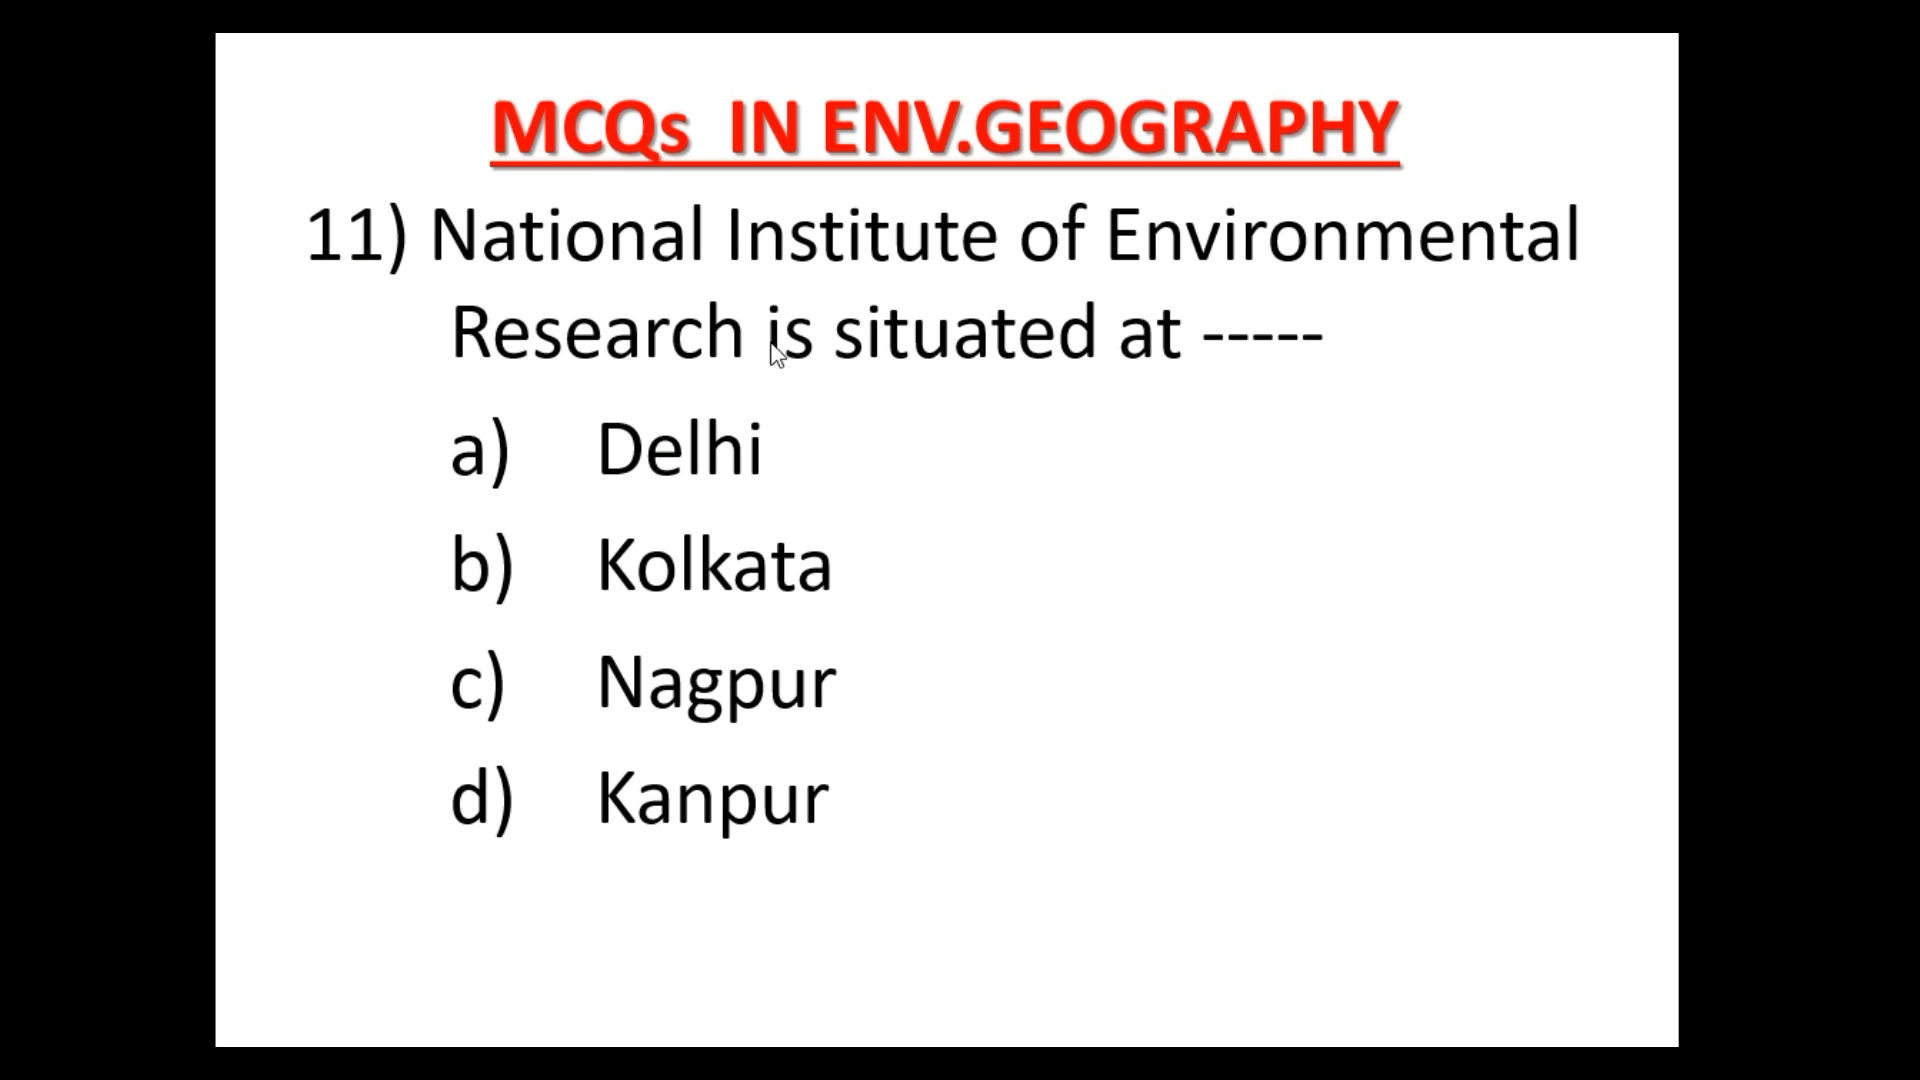 MCQs  IN ENV.GEOGRAPHY
11) National Institute of Environmental
Research is situated at -----
a) Delhi
b) Kolkata
c) Nagpur
d) Kanpur